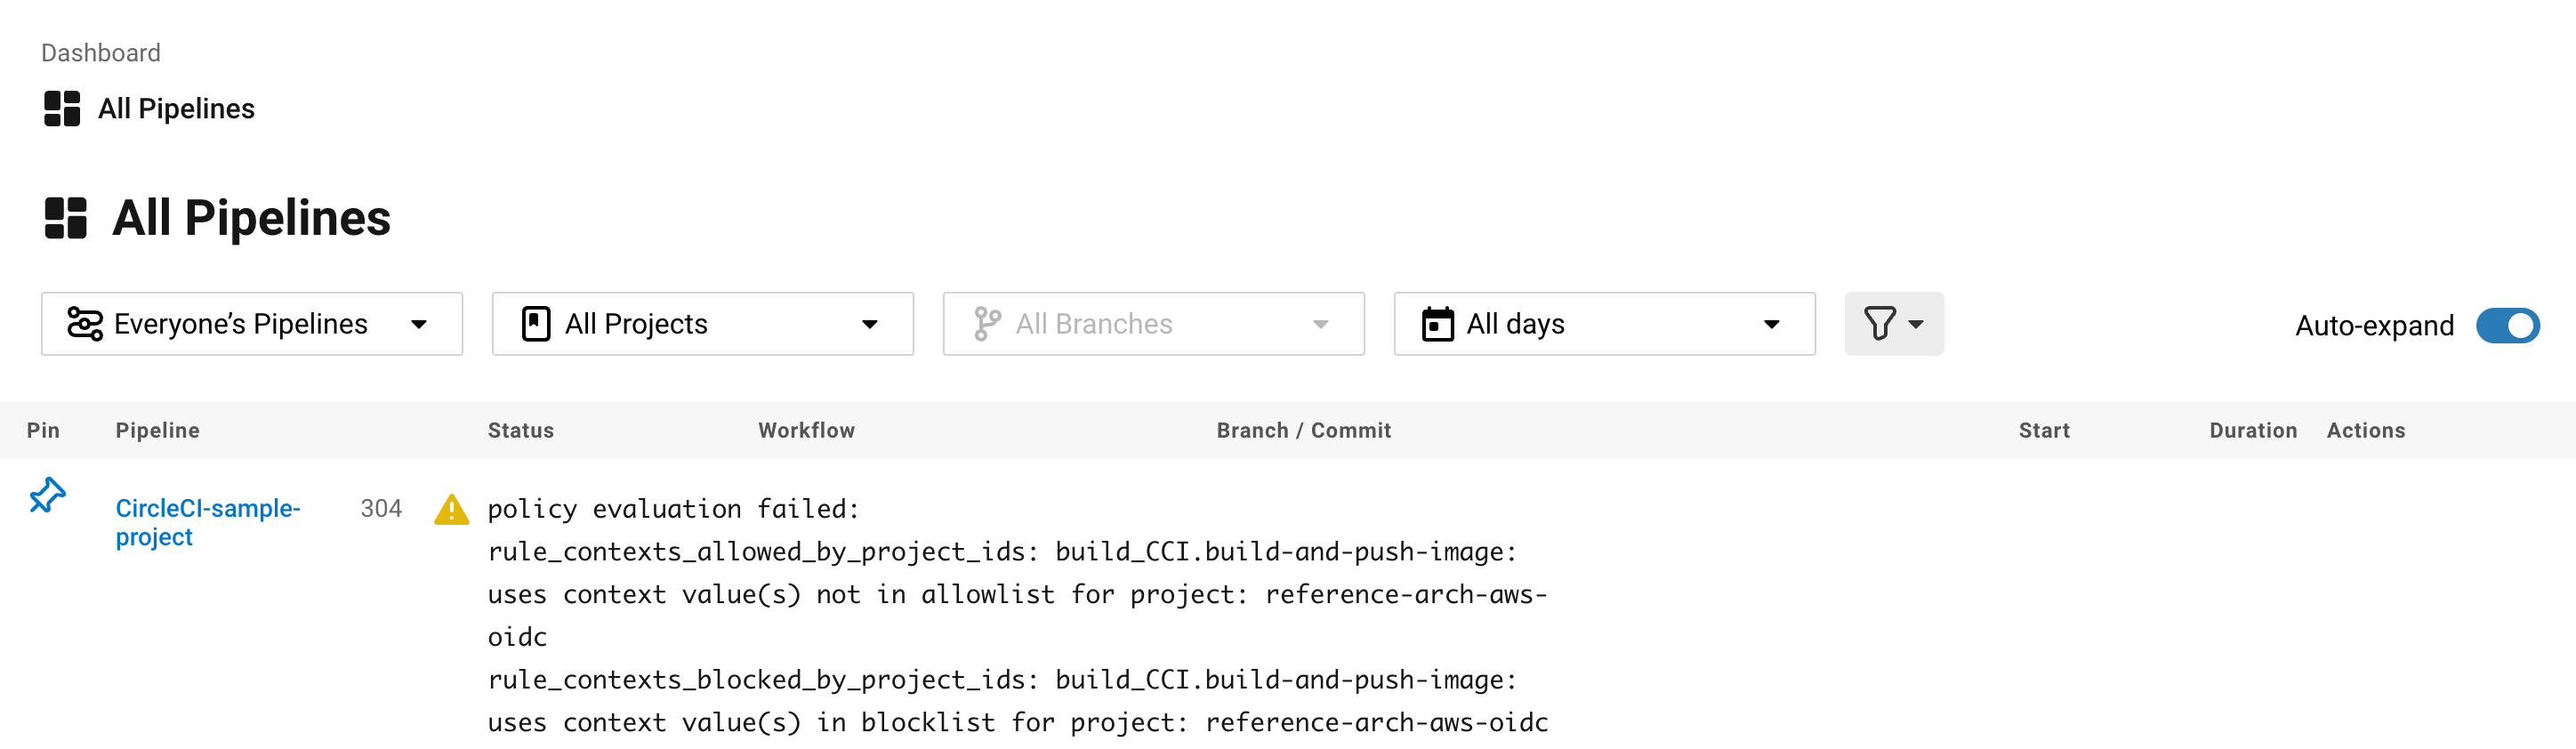 Dashboard
All Pipelines
All Pipelines
Everyone’s Pipelines
All Projects
All Branches
All days
Auto-expand
Pin Pipeline Status Workflow Branch / Commit Start Duration Actions
CircleCI-sample-
project
304
policy evaluation failed:
rule_contexts_allowed_by_project_ids: build_CCI.build-and-push-image:
uses context value(s) not in allowlist for project: reference-arch-aws-
oidc
rule_contexts_blocked_by_project_ids: build_CCI.build-and-push-image:
uses context value(s) in blocklist for project: reference-arch-aws-oidc